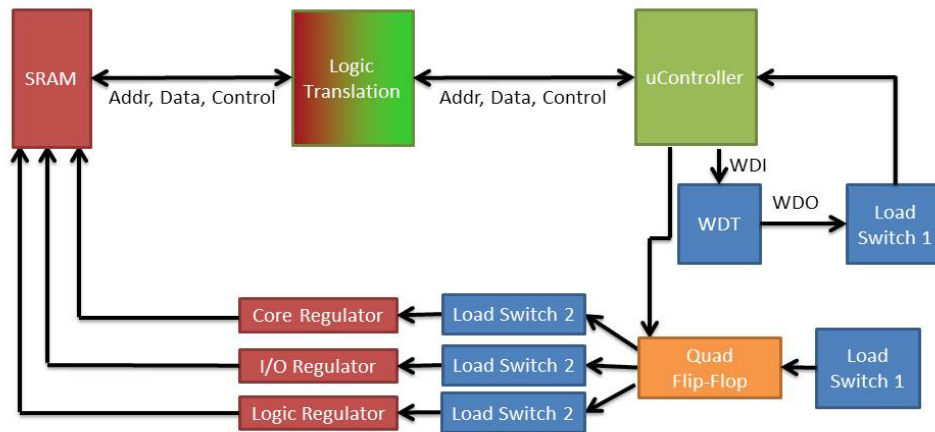 SRAM
Logic
Translation
uController
Addr, Data, Control
Addr, Data, Control
WDI
WDO
WDT
Load
Switch 1
Core Regulator
Load Switch 2
I/O Regulator
Load Switch 2
Quad
Flip-Flop
Load
Switch 1
Logic Regulator
Load Switch 2